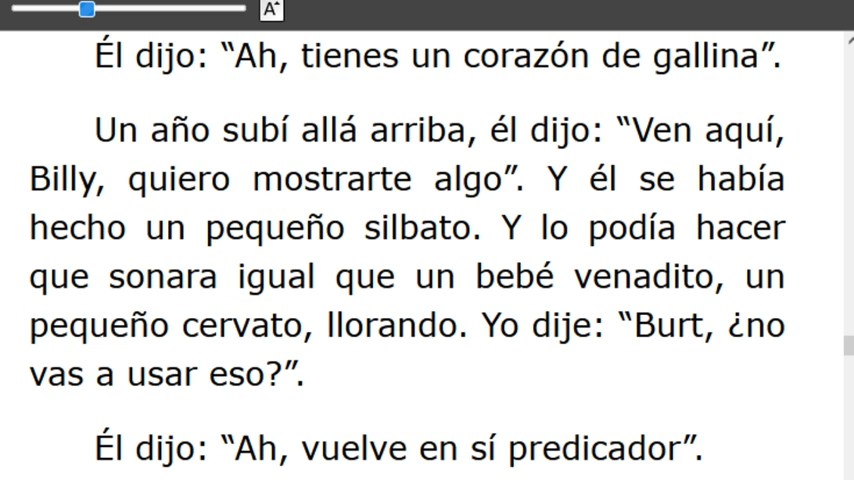 A
Él dijo: “Ah, tienes un corazón de gallina”.
Un año subí allá arriba, él dijo: “Ven aquí,
Billy, quiero mostrarte algo”. Y él se había
hecho un pequeño silbato. Y lo podía hacer
que sonara igual que un bebé venadito, un
pequeño cervato, llorando. Yo dije: “Burt, ¿no
vas a usar eso?”.
Él dijo: “Ah, vuelve en sí predicador”.